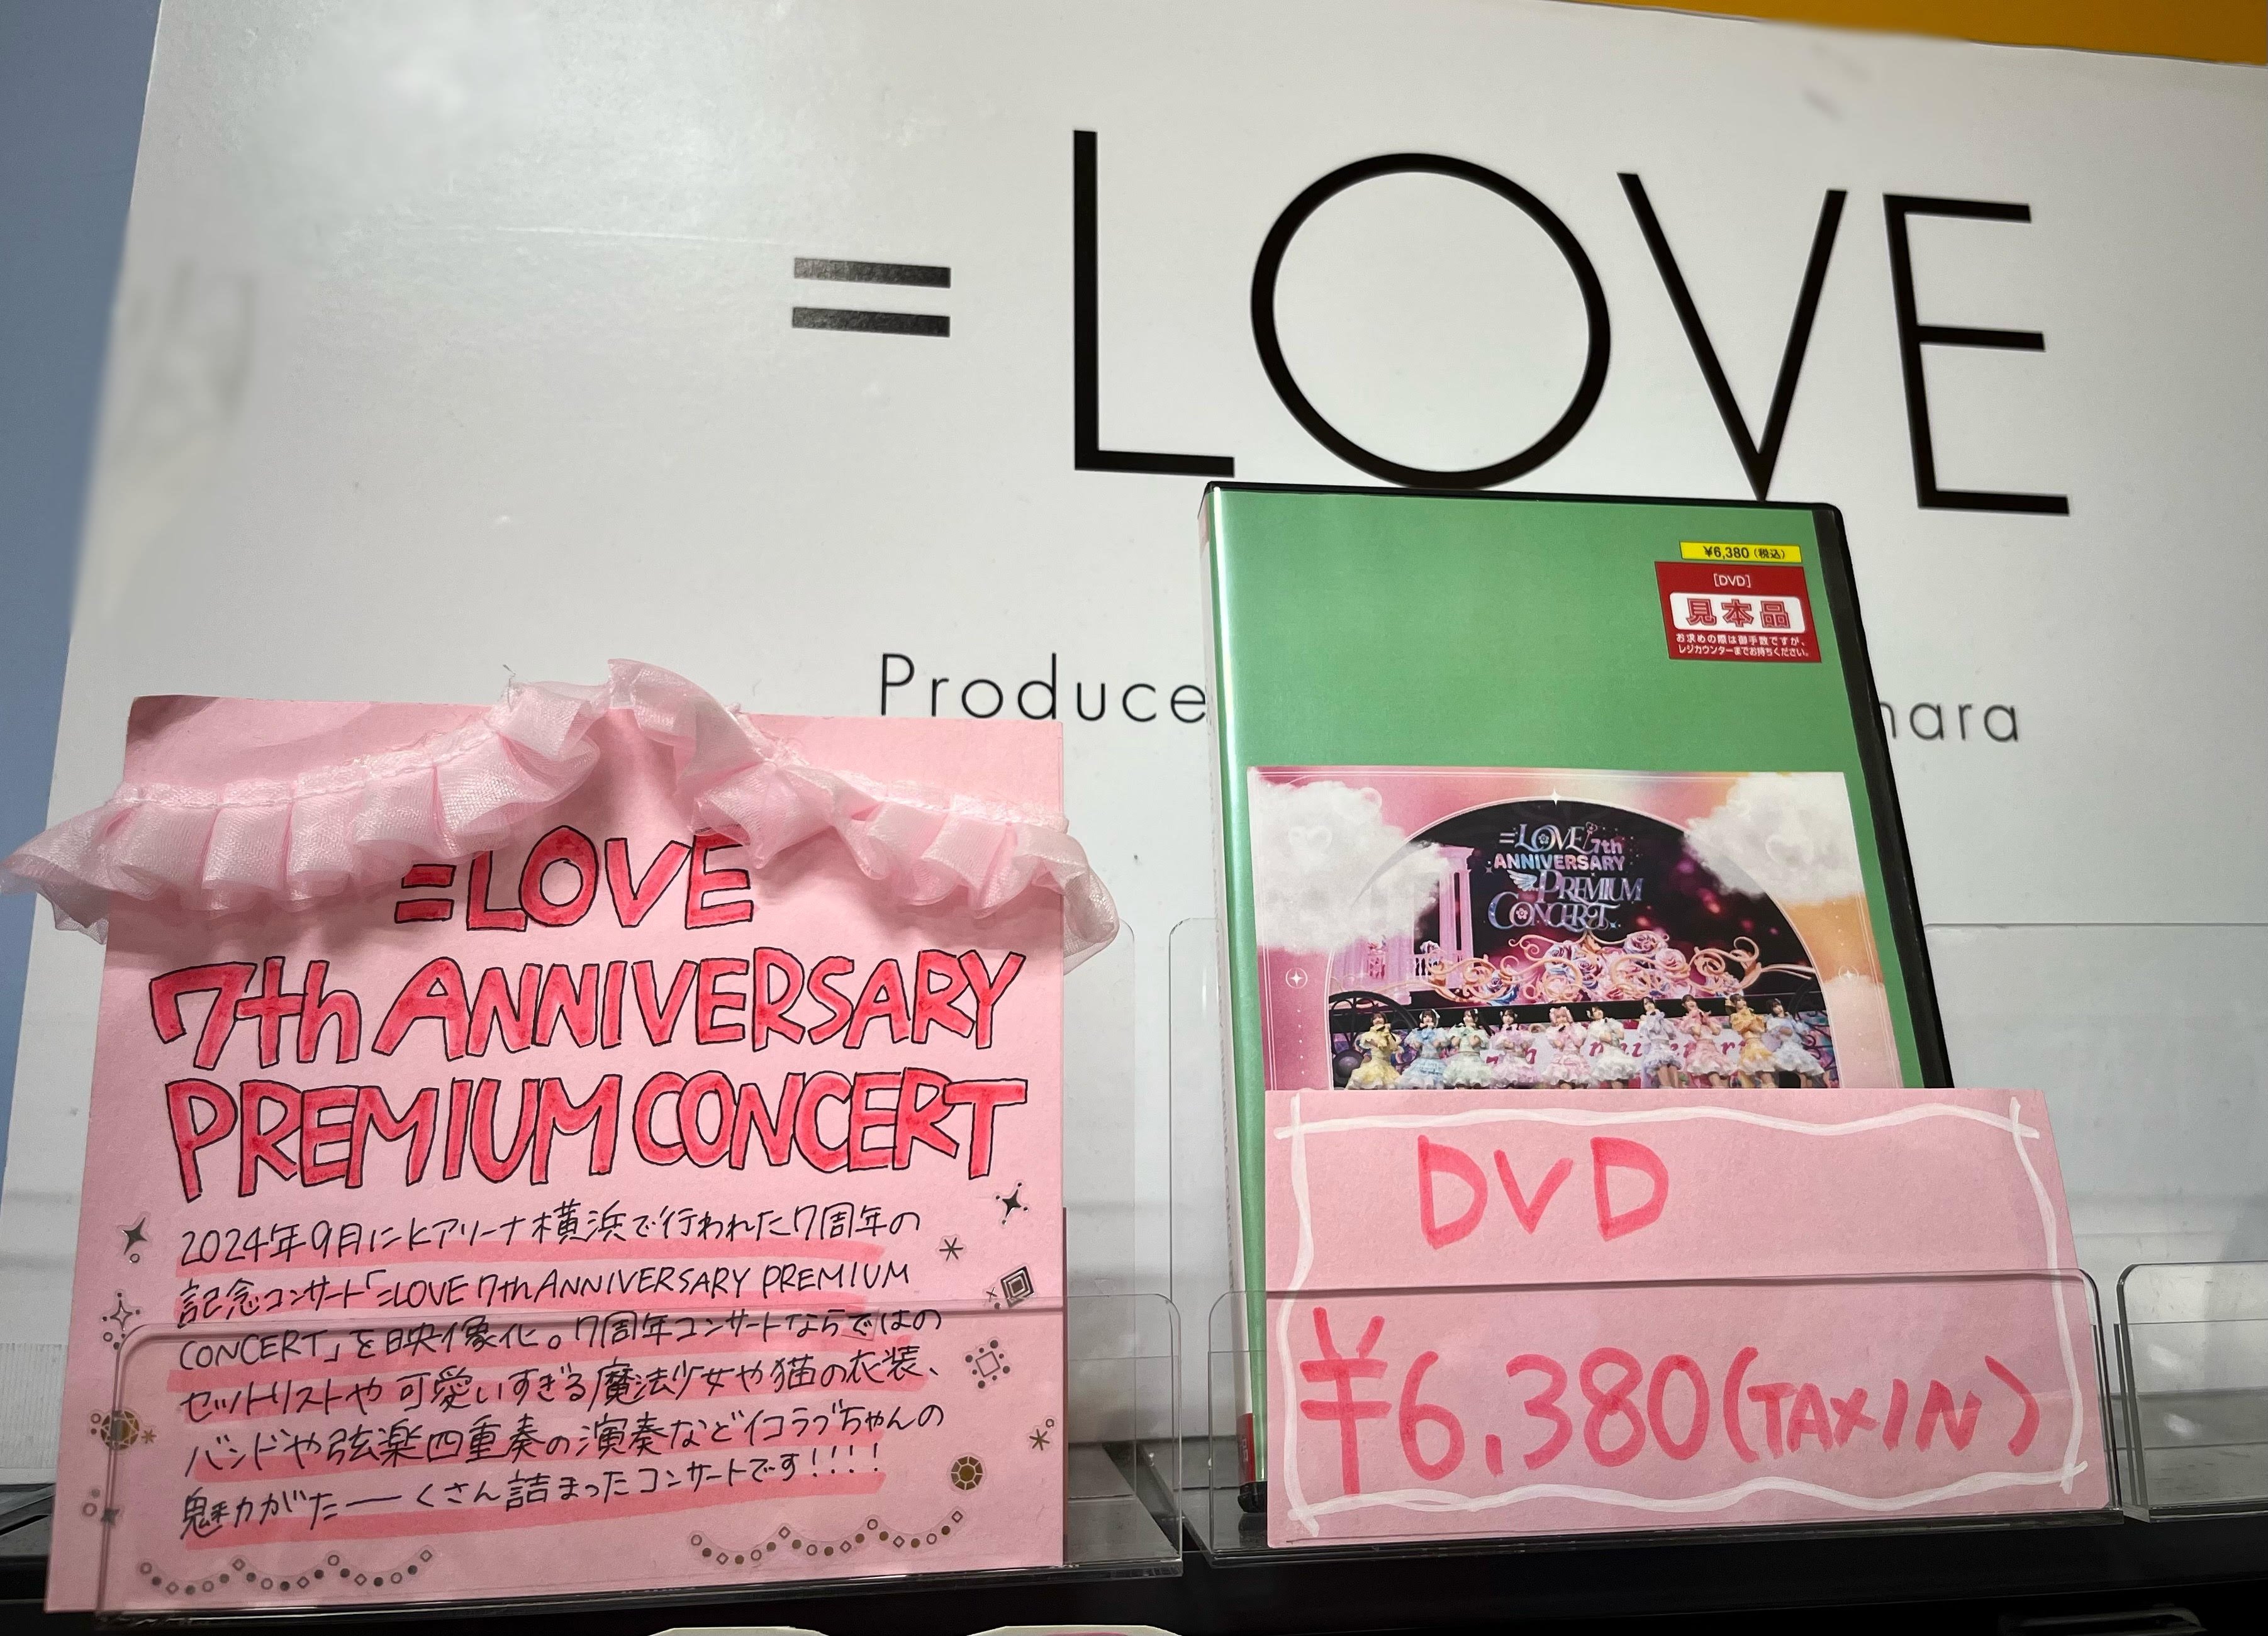 =LOVE
Produce
hara
=LOVE
7th ANNIVERSARY
PREMIUM CONCERT
2024年9月にKアリーナ横浜で行われた7周年の
記念コンサート「=LOVE 7th ANNIVERSARY PREMIUM
CONCERT」を映像化。7周年コンサートならではの
セットリストや可愛いすぎる魔法少女や猫の衣装、
バンドや弦楽四重奏の演奏などイコラブちゃんの
魅力がたーーくさん詰まったコンサートです!!!!
¥6,380(税込)
[DVD]
見本品
お求めの際は御手数ですが、
レジカウンターまでお持ちください。
=LOVE 7th
ANNIVERSARY
PREMIUM
CONCERT
DVD
¥6,380(TAX IN)